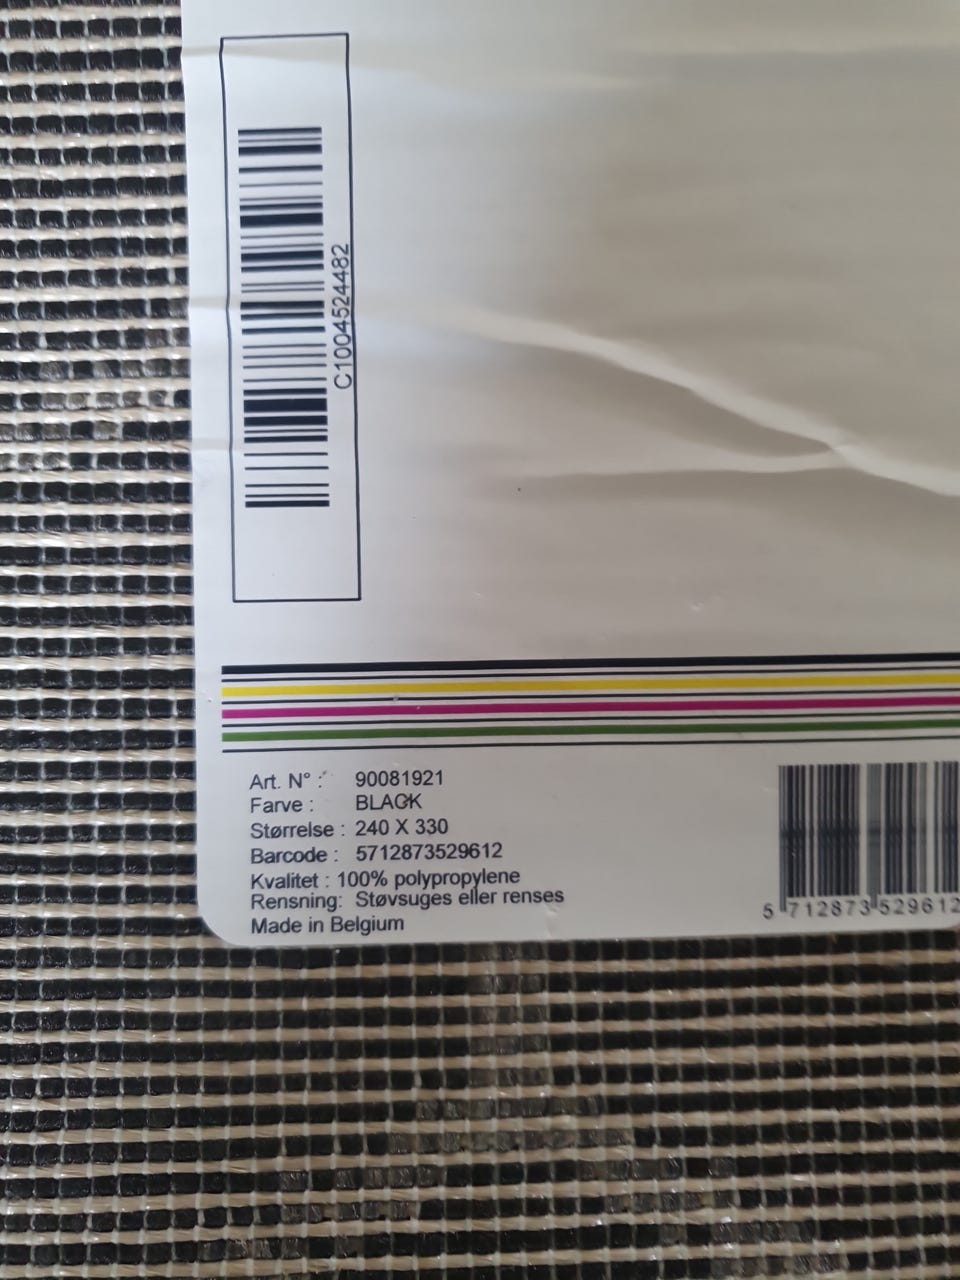 C1004524482
Art. N° : 90081921
Farve : BLACK
Størrelse : 240 X 330
Barcode : 5712873529612
Kvalitet : 100% polypropylene
Rensning: Støvsuges eller renses
Made in Belgium
5 712873 529612